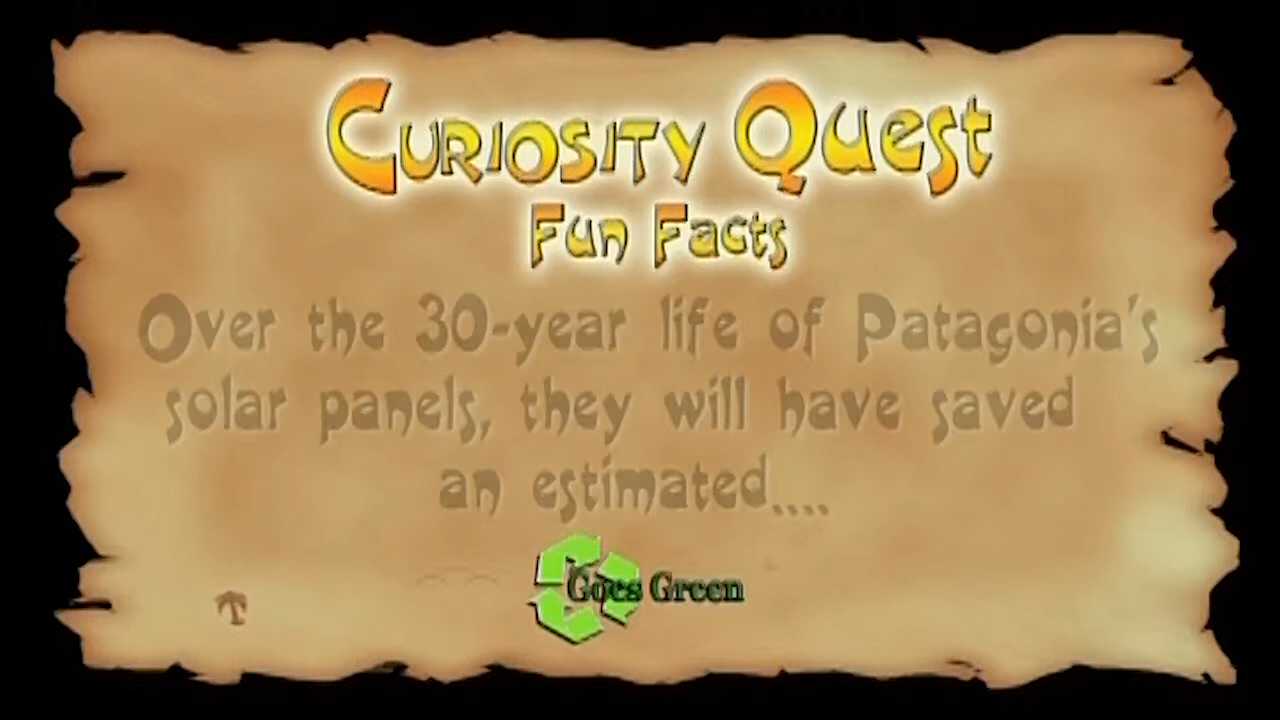 Curiosity Quest
Fun Facts
Over the 30-year life of Patagonia's
solar panels, they will have saved
an estimated....
Goes Green